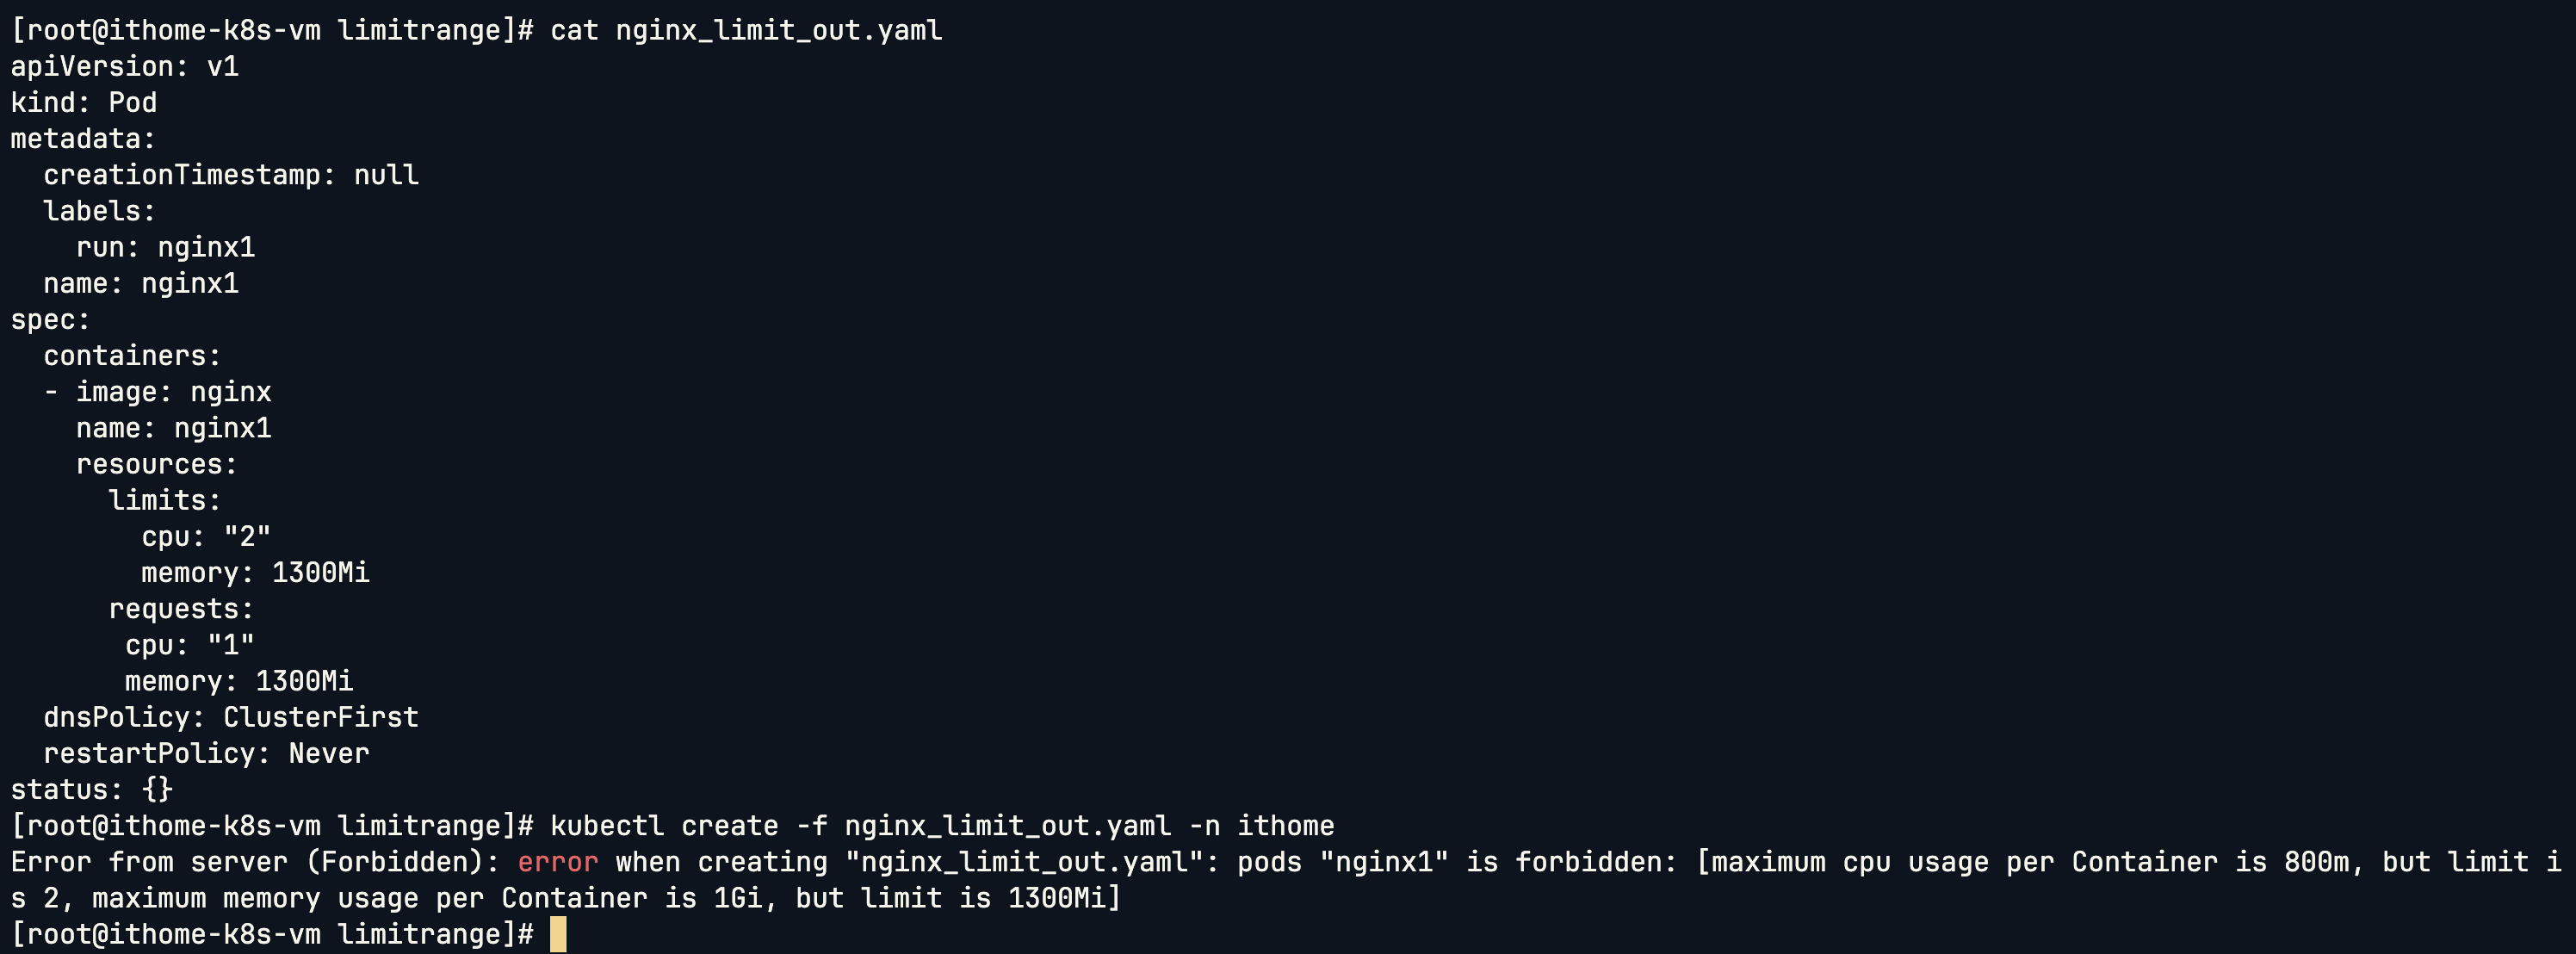 [root@ithome-k8s-vm limitrange]# cat nginx_limit_out.yaml
apiVersion: v1
kind: Pod
metadata:
  creationTimestamp: null
  labels:
    run: nginx1
  name: nginx1
spec:
  containers:
  - image: nginx
    name: nginx1
    resources:
      limits:
        cpu: "2"
        memory: 1300Mi
      requests:
       cpu: "1"
       memory: 1300Mi
  dnsPolicy: ClusterFirst
  restartPolicy: Never
status: {}
[root@ithome-k8s-vm limitrange]# kubectl create -f nginx_limit_out.yaml -n ithome
Error from server (Forbidden): error when creating "nginx_limit_out.yaml": pods "nginx1" is forbidden: [maximum cpu usage per Container is 800m, but limit i
s 2, maximum memory usage per Container is 1Gi, but limit is 1300Mi]
[root@ithome-k8s-vm limitrange]#